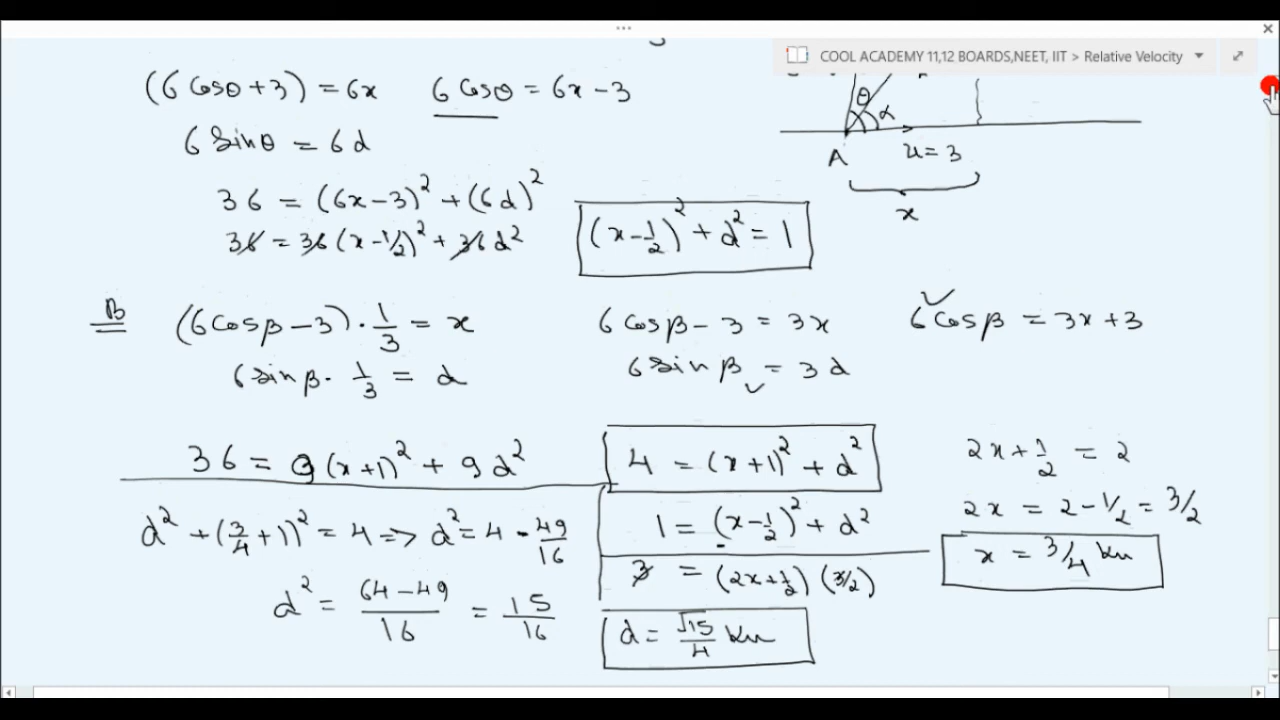 COOL ACADEMY 11,12 BOARDS,NEET, IIT > Relative Velocity
(6 Cosθ + 3) = 6x    6 Cosθ = 6x - 3
θ α
6 Sinθ = 6d
A    u = 3
x
36 = (6x-3)² + (6d)²
36 = 36 (x-1/2)² + 36d²    (x-1/2)² + d² = 1
B    (6 Cosβ - 3) · 1/3 = x    6 Cosβ - 3 = 3x    6 Cosβ = 3x + 3
6 Sinβ · 1/3 = d    6 Sinβ = 3d
36 = 9 (x+1)² + 9d²    4 = (x+1)² + d²    2x + 1/2 = 2
d² + (3/4 + 1)² = 4 => d² = 4 - 49/16    1 = (x-1/2)² + d²    2x = 2 - 1/2 = 3/2
3 = (2x + 1/2) (3/2)    x = 3/4 km
d² = 64-49/16 = 15/16    d = √15/4 km